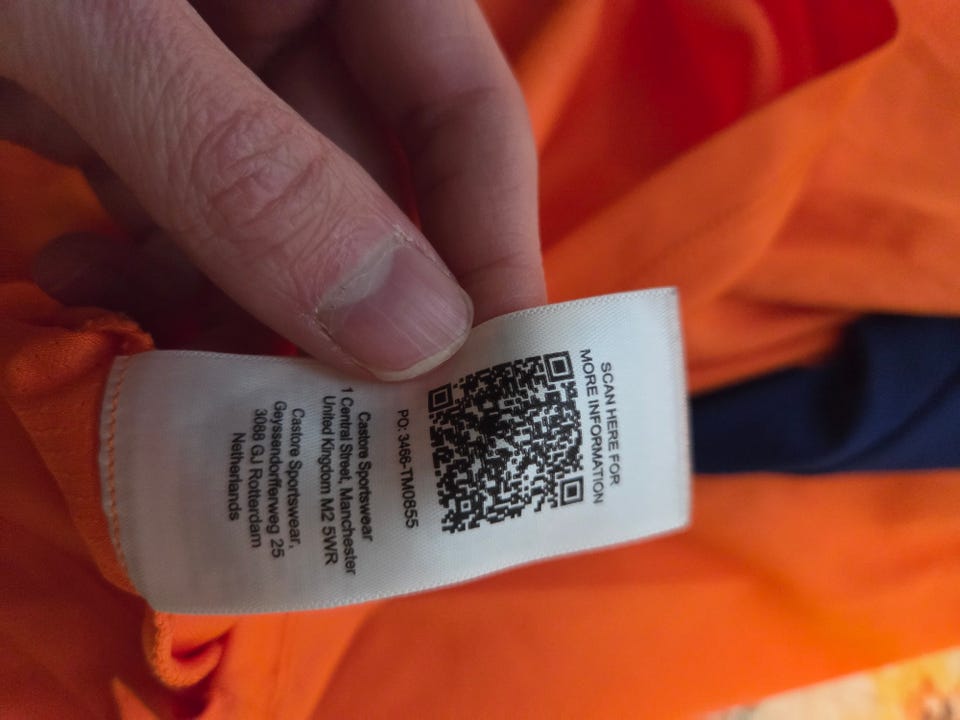 SCAN HERE FOR
MORE INFORMATION
PO: 3466-TM0855
Castore Sportswear
1 Central Street, Manchester
United Kingdom M2 5WR
Castore Sportswear,
Geyssendorfferweg 25
3088 GJ Rotterdam
Netherlands